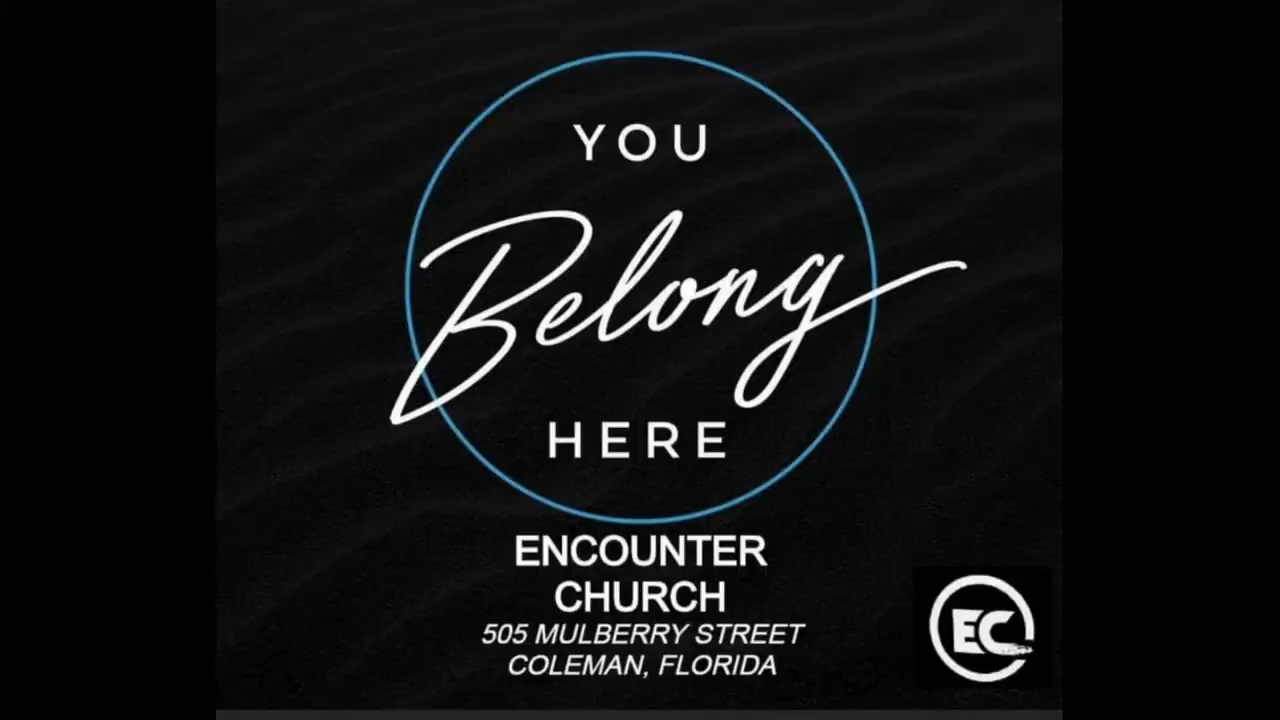 YOU
Belong
HERE
ENCOUNTER
CHURCH
505 MULBERRY STREET
COLEMAN, FLORIDA
EC